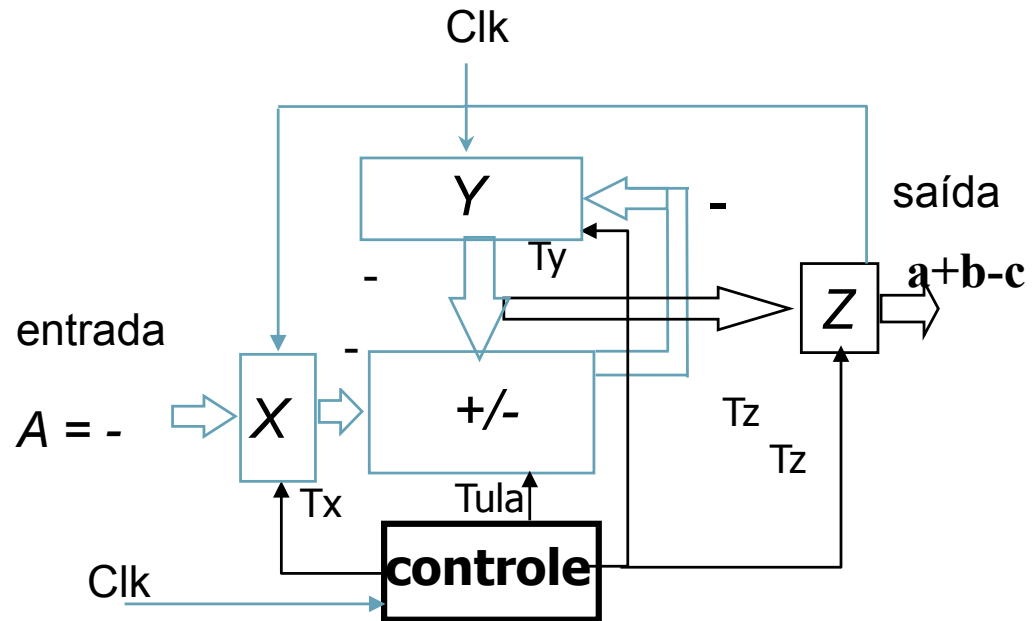 Clk
Y
-
saída
Ty
-
a+b-c
Z
entrada
-
A = -
X
+/-
Tz
Tz
Tx
Tula
controle
Clk